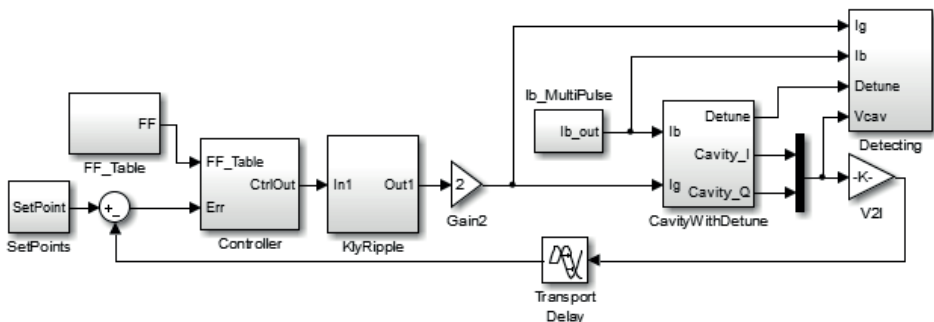 Ig
Ib
Detune
Vcav
Detecting
Ib_MultiPulse
Ib_out
Ib
Ig
Detune
Cavity_I
Cavity_Q
CavityWithDetune
FF
FF_Table
FF_Table
Err
CtrlOut
Controller
In1
Out1
KlyRipple
2
Gain2
-K-
V2I
SetPoint
SetPoints
+_
Transport
Delay